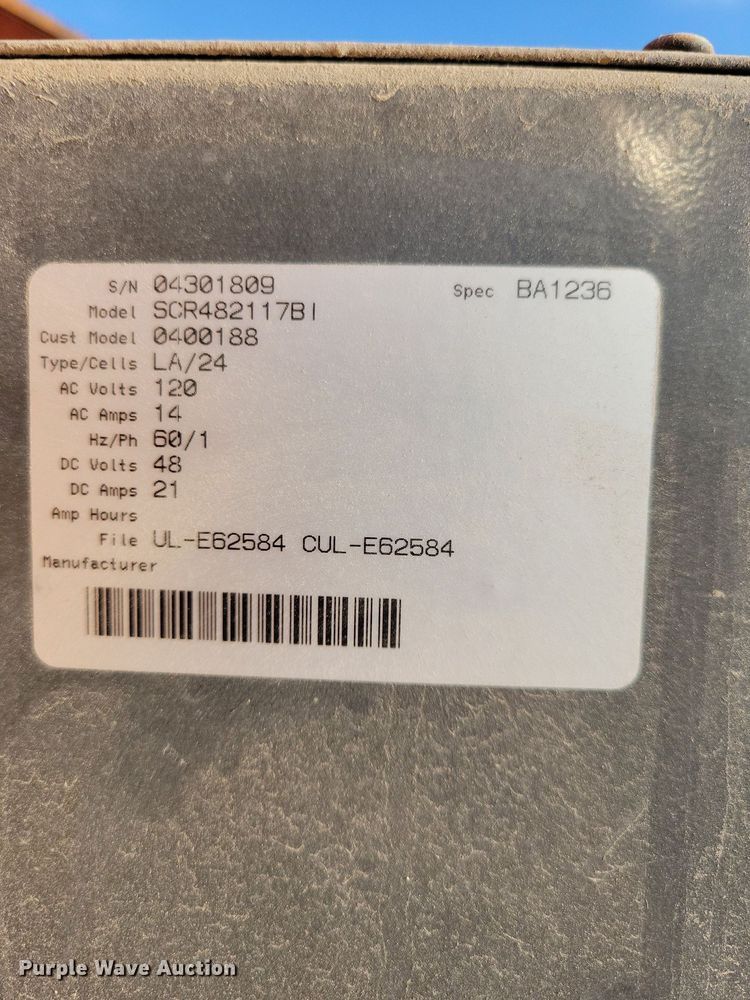 S/N 04301809 Spec BA1236
Model SCR482117BI
Cust Model 0400188
Type/Cells LA/24
AC Volts 120
AC Amps 14
Hz/Ph 60/1
DC Volts 48
DC Amps 21
Amp Hours
File UL-E62584 CUL-E62584
Manufacturer
Purple Wave Auction